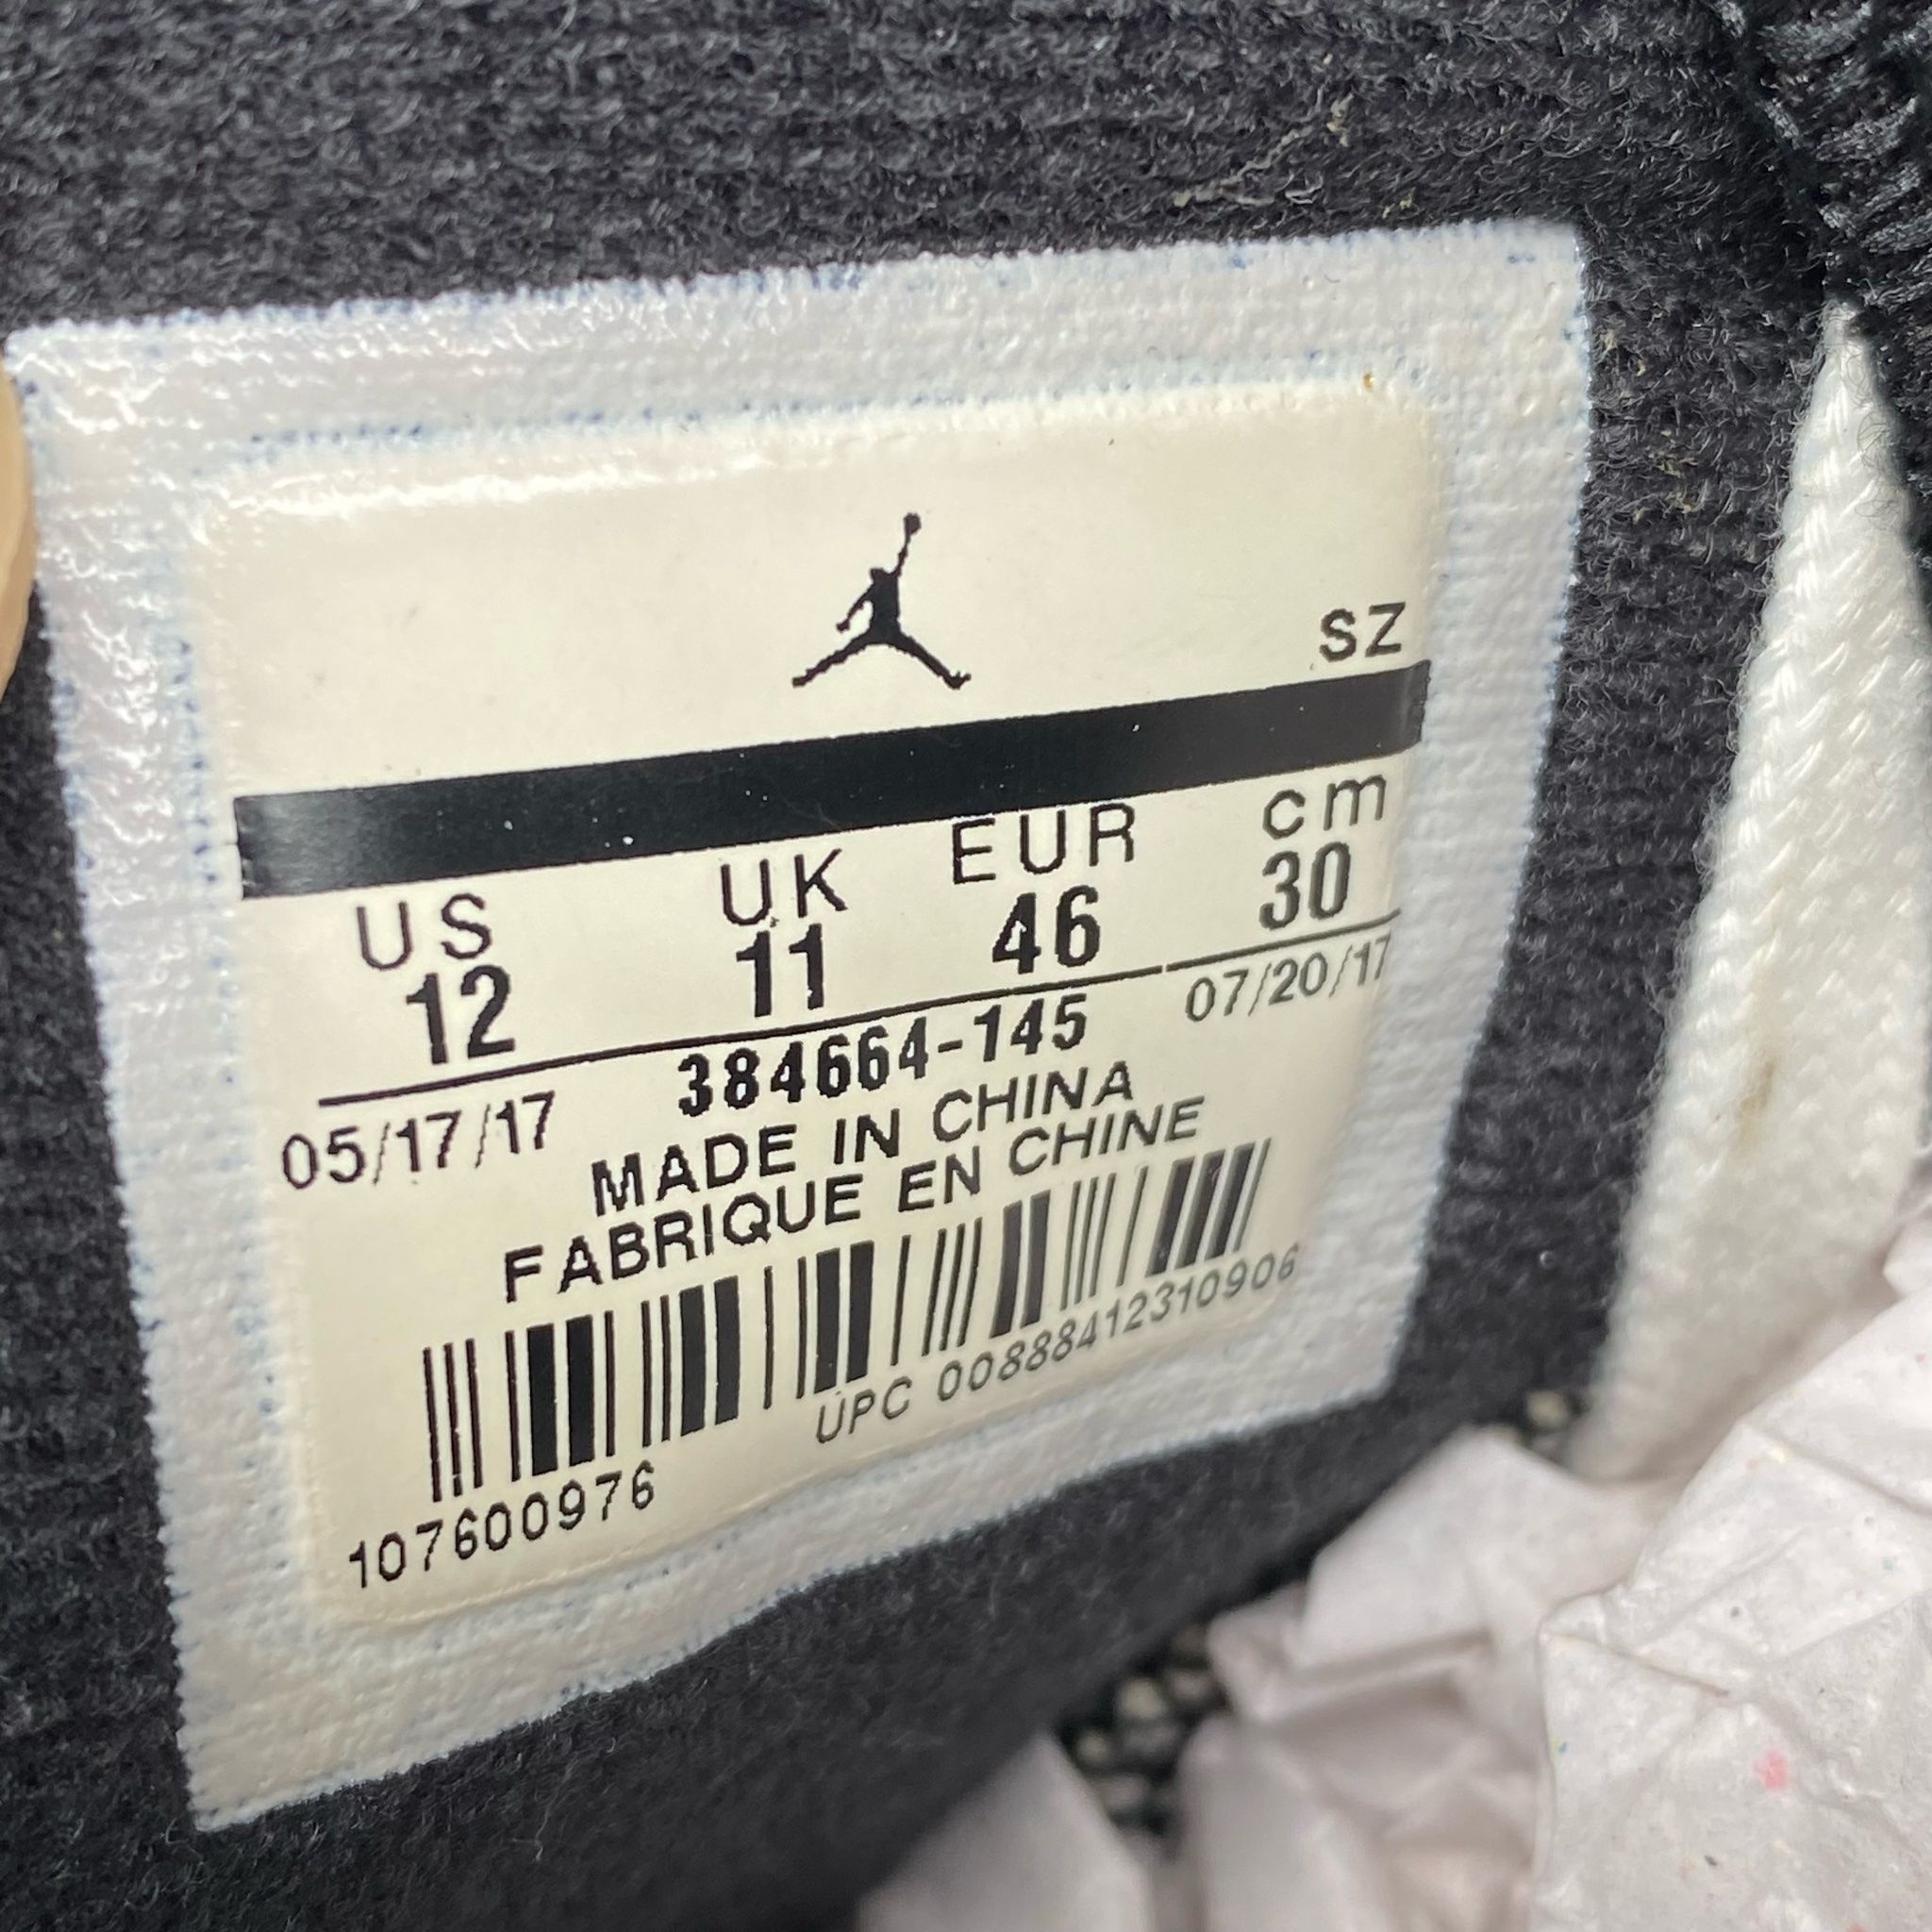 SZ
US UK EUR cm
12 11 46 30
05/17/17 384664-145 07/20/17
MADE IN CHINA
FABRIQUE EN CHINE
107600976 UPC 00888412310906